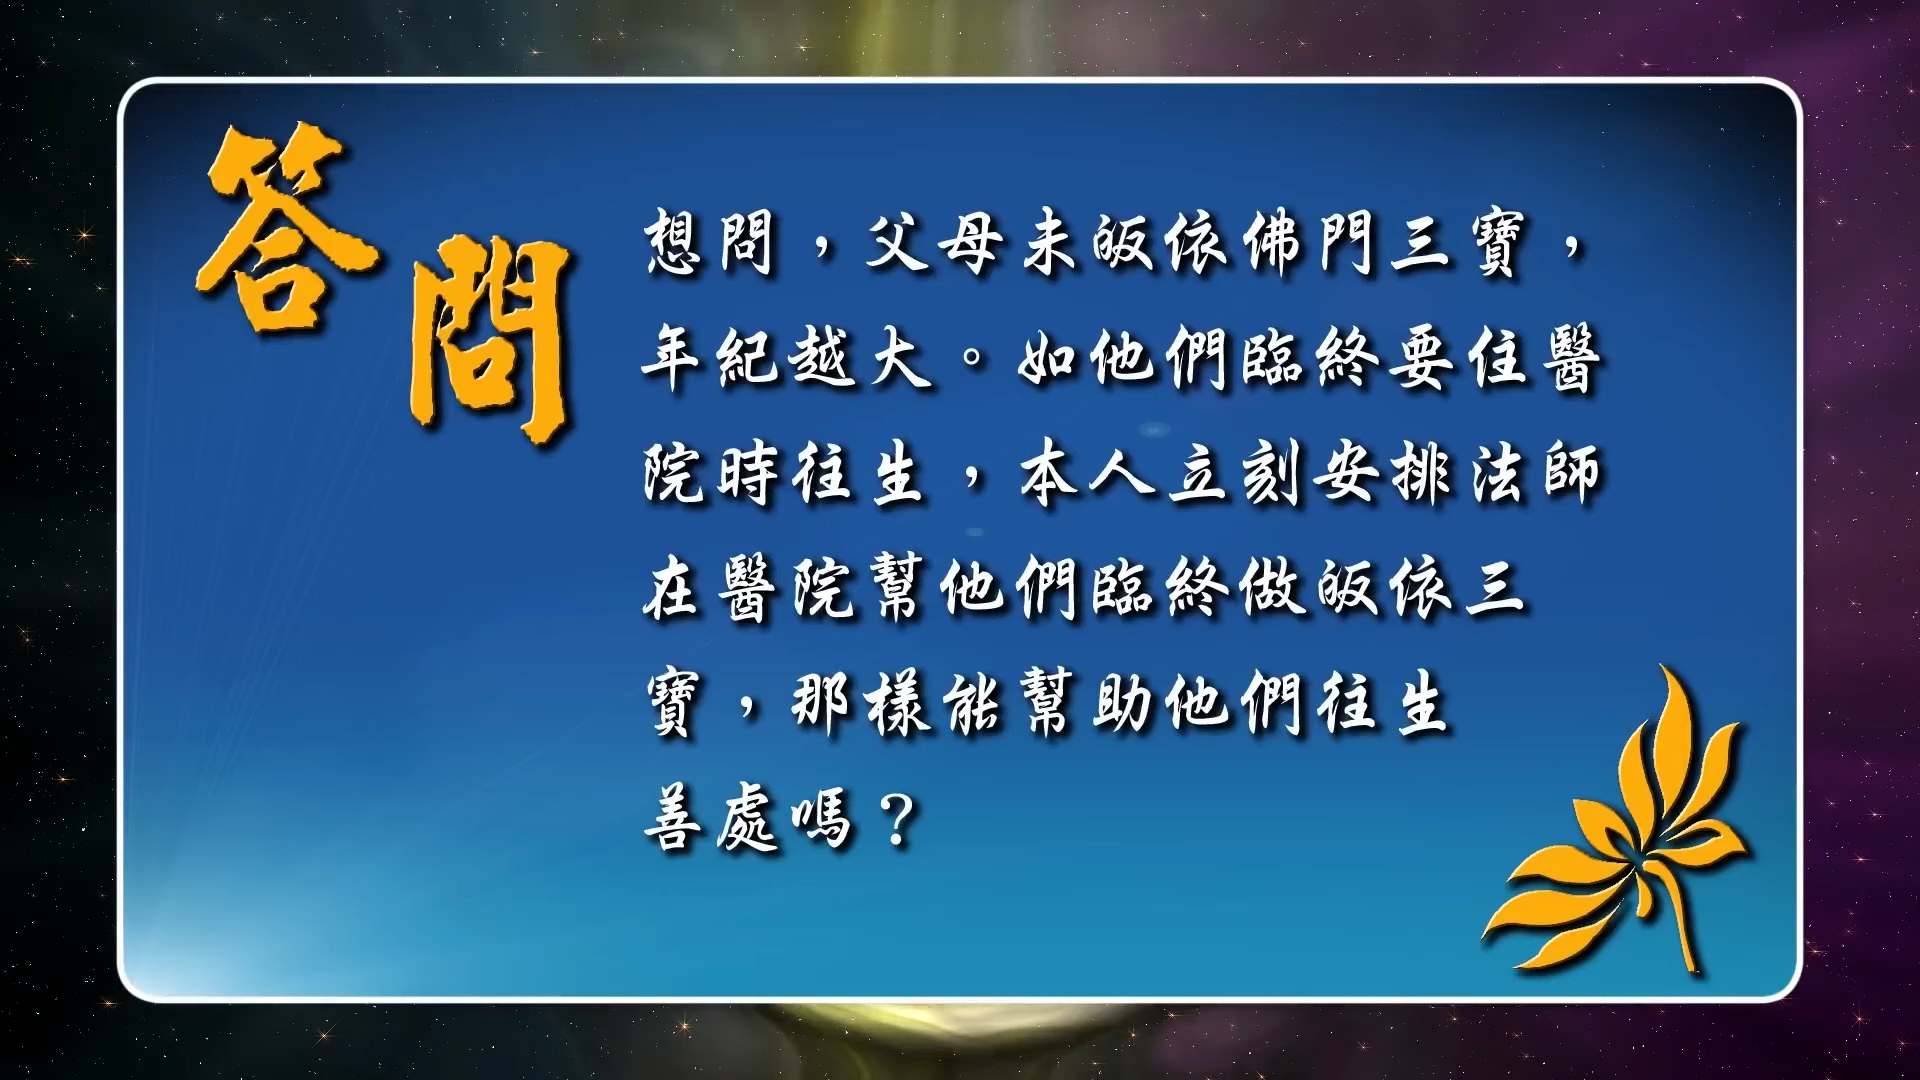 答問
想問，父母未皈依佛門三寶，
年紀越大。如他們臨終要住醫
院時往生，本人立刻安排法師
在醫院幫他們臨終做皈依三
寶，那樣能幫助他們往生
善處嗎？